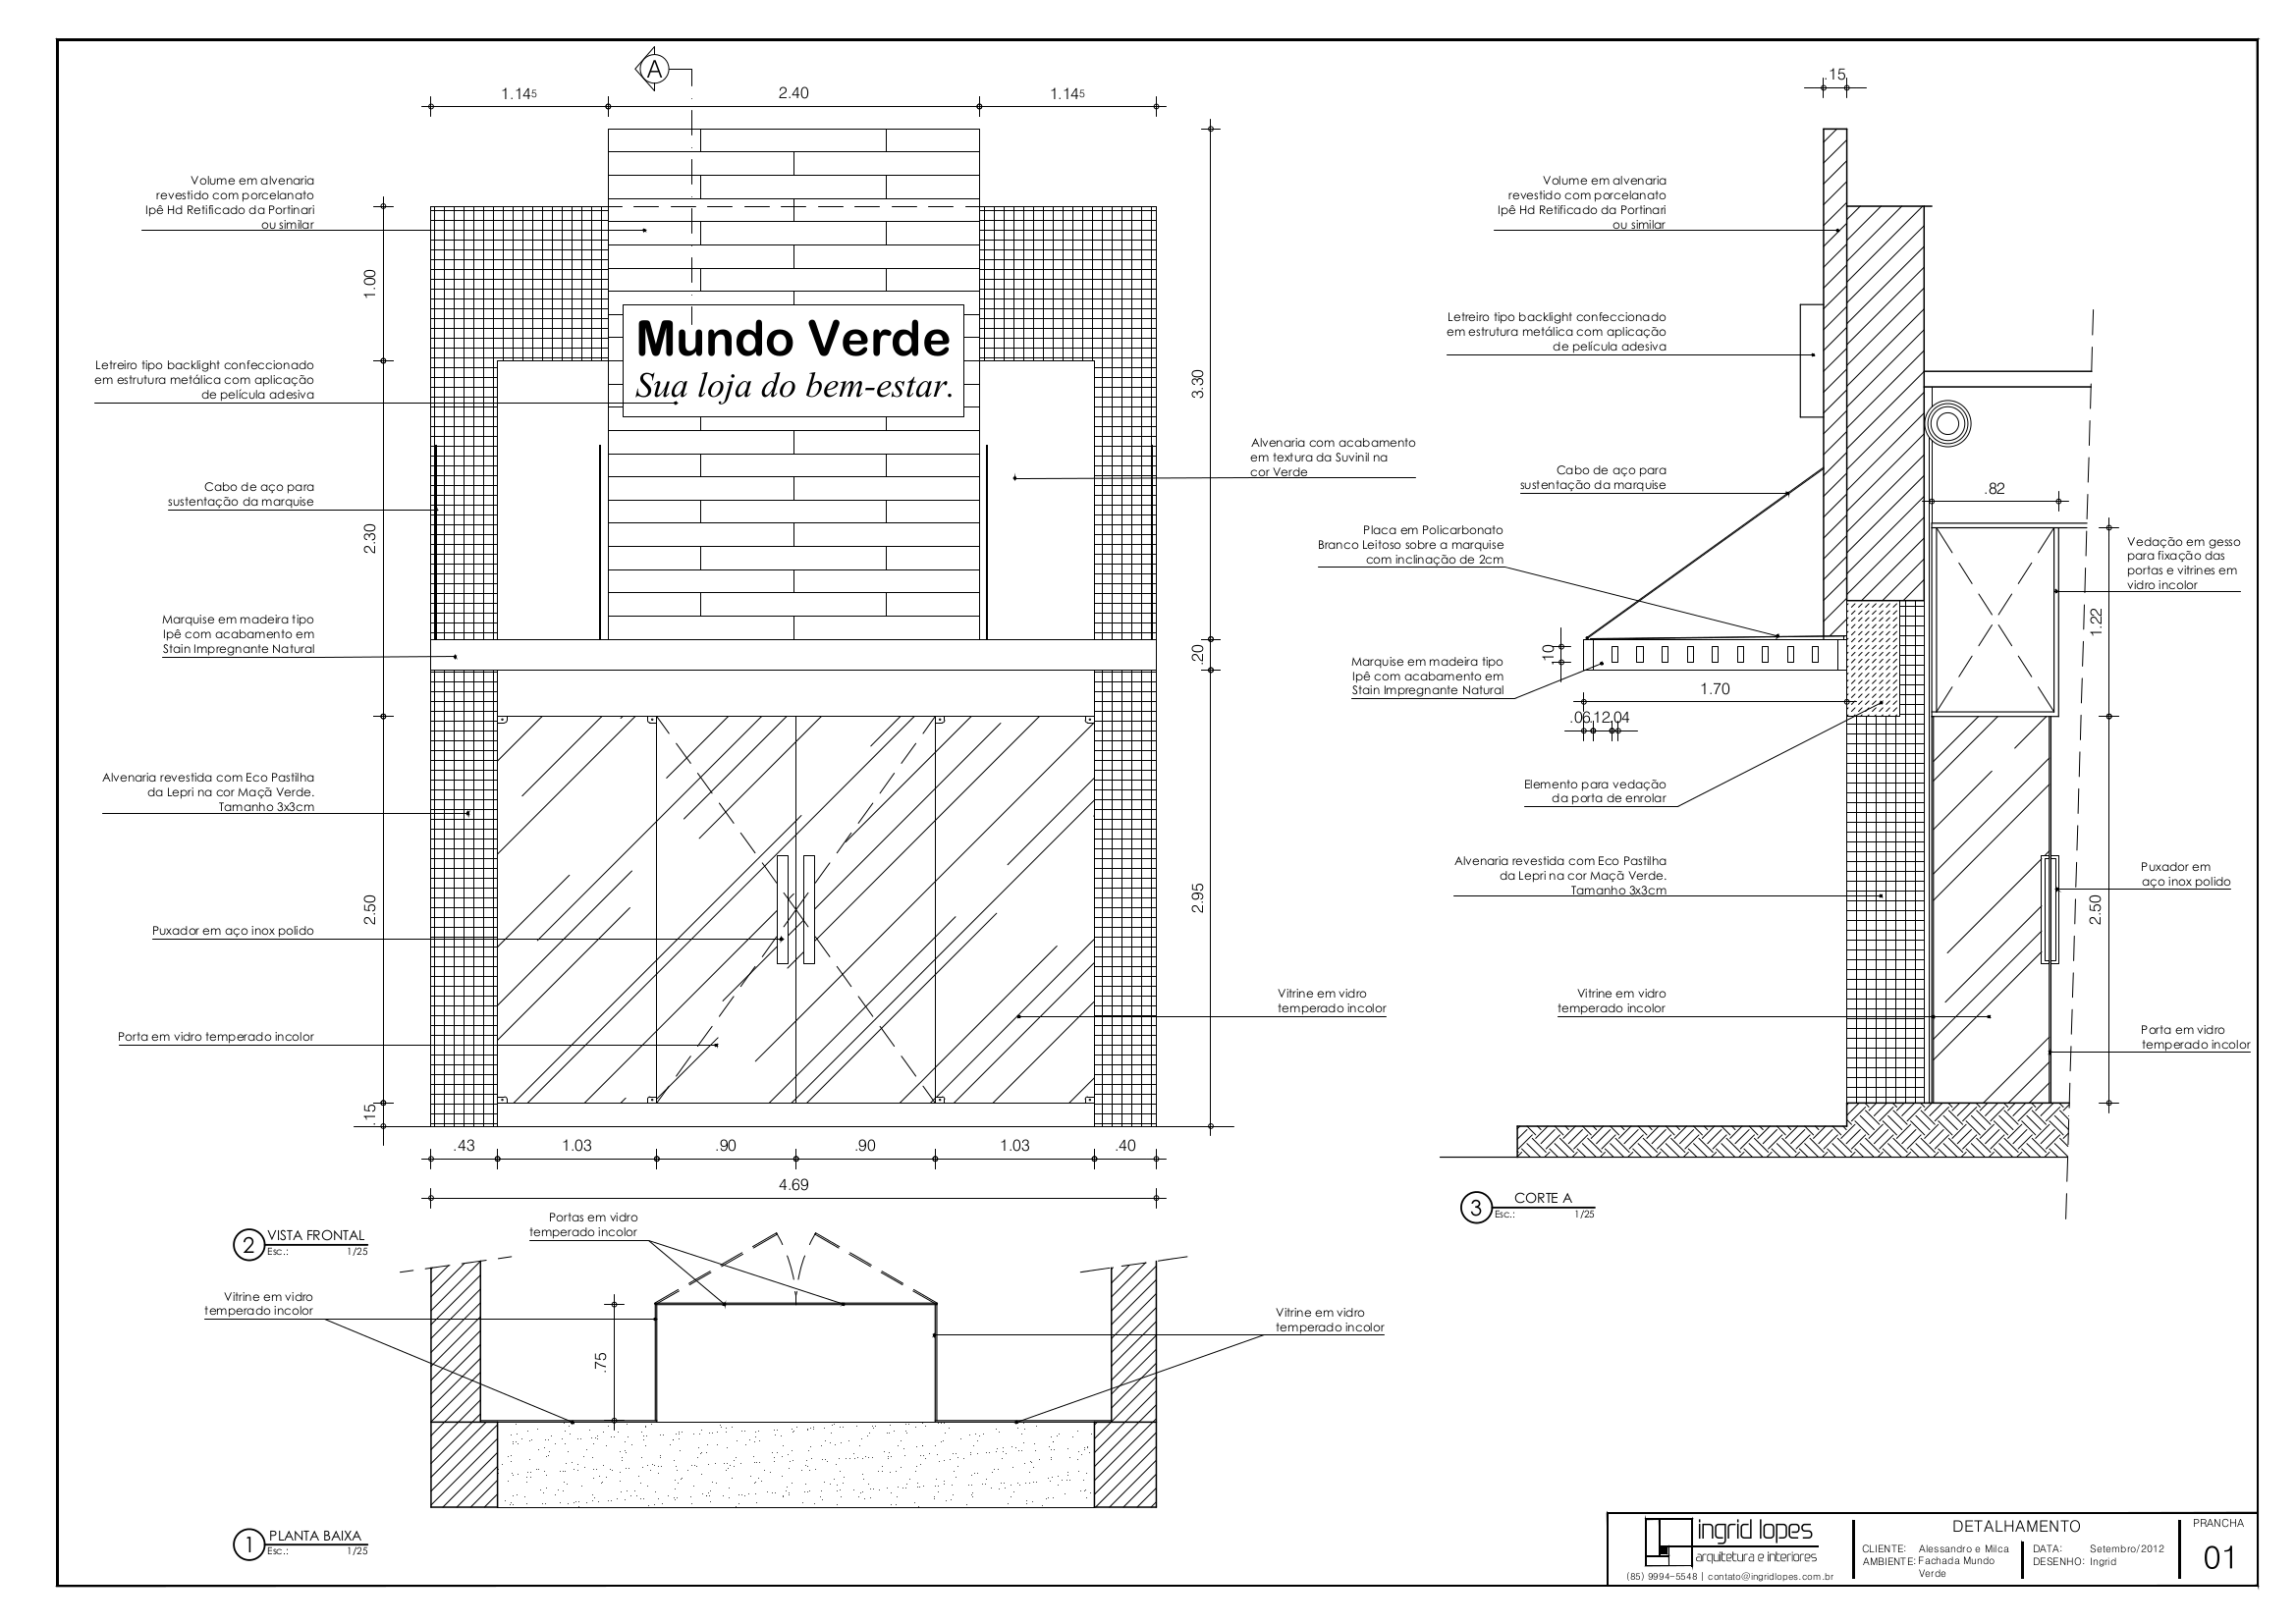 A
1.14⁵
2.40
1.14⁵
Volume em alvenaria
revestido com porcelanato
Ipê Hd Retificado da Portinari
ou similar
1.00
Mundo Verde
Sua loja do bem-estar.
Letreiro tipo backlight confeccionado
em estrutura metálica com aplicação
de película adesiva
3.30
Alvenaria com acabamento
em textura da Suvinil na
cor Verde
Cabo de aço para
sustentação da marquise
2.30
Marquise em madeira tipo
Ipê com acabamento em
Stain Impregnante Natural
.20
Alvenaria revestida com Eco Pastilha
da Lepri na cor Maçã Verde.
Tamanho 3x3cm
2.50
2.95
Puxador em aço inox polido
Vitrine em vidro
temperado incolor
Porta em vidro temperado incolor
.15
.43
1.03
.90
.90
1.03
.40
4.69
2
VISTA FRONTAL
Esc.:
1/25
Portas em vidro
temperado incolor
Vitrine em vidro
temperado incolor
.75
Vitrine em vidro
temperado incolor
1
PLANTA BAIXA
Esc.:
1/25
.15
Volume em alvenaria
revestido com porcelanato
Ipê Hd Retificado da Portinari
ou similar
Letreiro tipo backlight confeccionado
em estrutura metálica com aplicação
de película adesiva
Cabo de aço para
sustentação da marquise
.82
Placa em Policarbonato
Branco Leitoso sobre a marquise
com inclinação de 2cm
Vedação em gesso
para fixação das
portas e vitrines em
vidro incolor
1.22
.10
Marquise em madeira tipo
Ipê com acabamento em
Stain Impregnante Natural
1.70
.06
.12
.04
Elemento para vedação
da porta de enrolar
Alvenaria revestida com Eco Pastilha
da Lepri na cor Maçã Verde.
Tamanho 3x3cm
Puxador em
aço inox polido
2.50
Vitrine em vidro
temperado incolor
Porta em vidro
temperado incolor
3
CORTE A
Esc.:
1/25
ingrid lopes
arquitetura e interiores
(85) 9994-5548 | contato@ingridlopes.com.br
DETALHAMENTO
CLIENTE: Alessandro e Milca
AMBIENTE: Fachada Mundo
Verde
DATA: Setembro/2012
DESENHO: Ingrid
PRANCHA
01